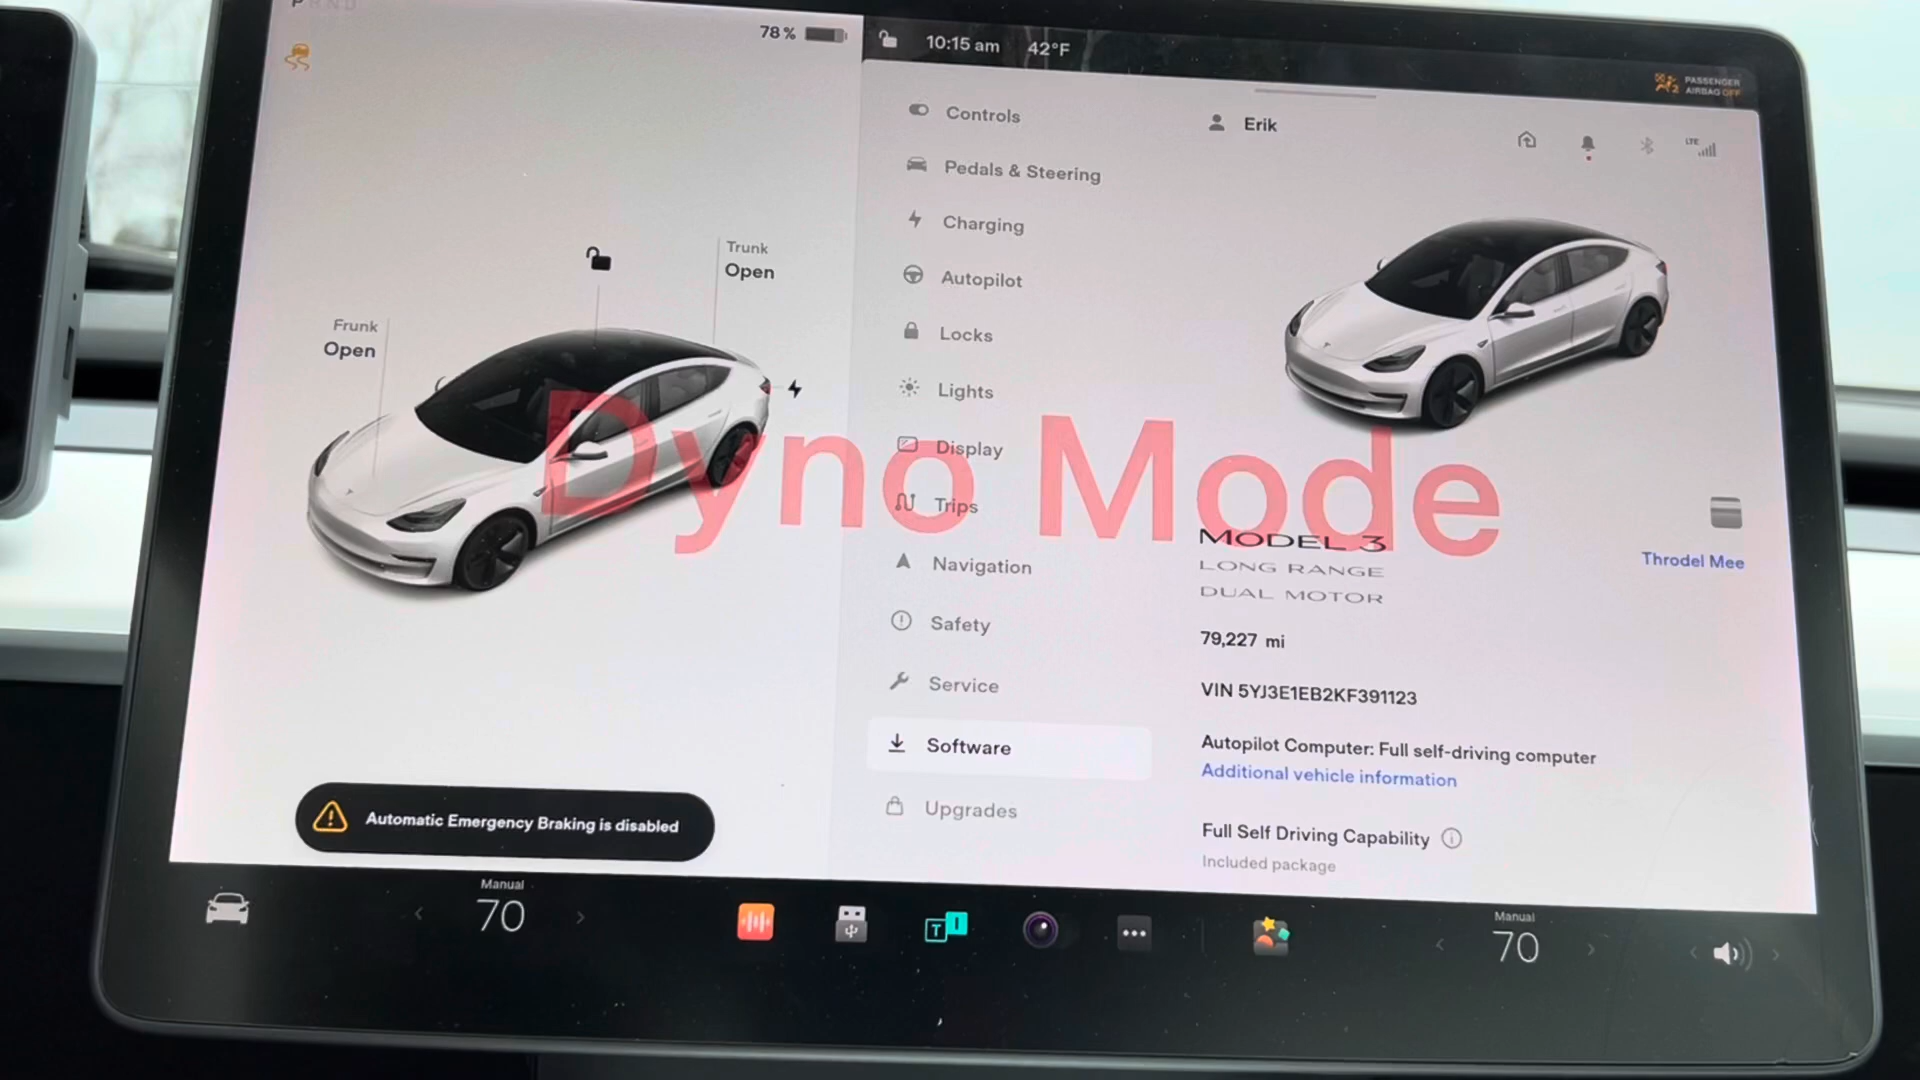 P R N D
78 %
10:15 am
42°F
PASSENGER
AIRBAG OFF
Trunk
Open
Frunk
Open
Automatic Emergency Braking is disabled
Controls
Pedals & Steering
Charging
Autopilot
Locks
Lights
Display
Trips
Navigation
Safety
Service
Software
Upgrades
Erik
LTE
Dyno Mode
MODEL 3
LONG RANGE
DUAL MOTOR
Throdel Mee
79,227 mi
VIN 5YJ3E1EB2KF391123
Autopilot Computer: Full self-driving computer
Additional vehicle information
Full Self Driving Capability
Included package
Manual
70
T
I
Manual
70